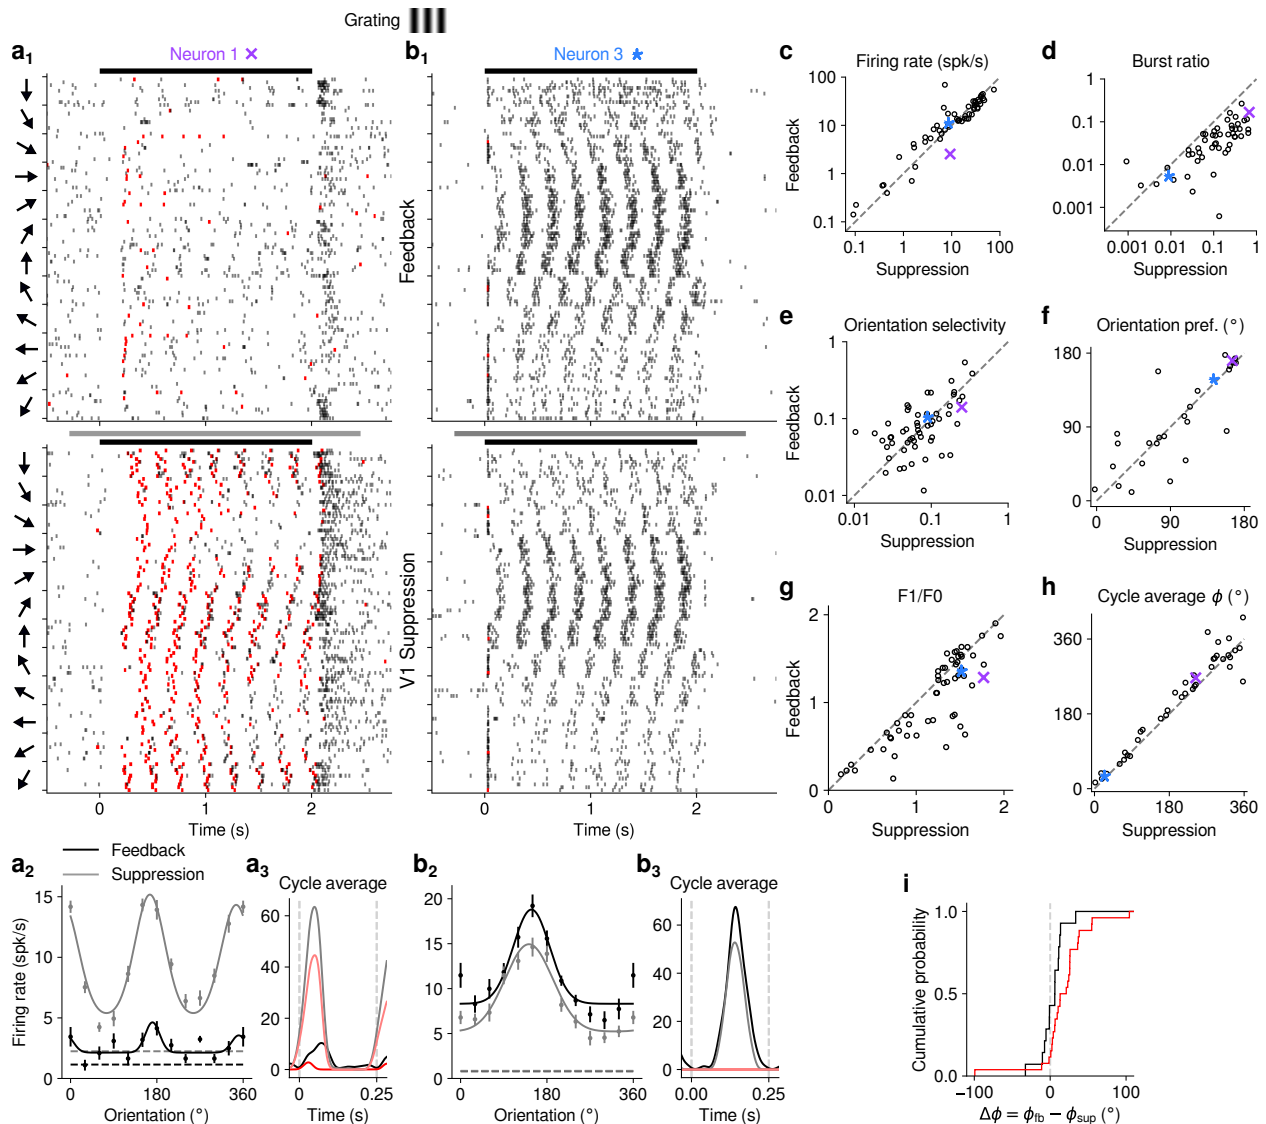 Grating
a1
Neuron 1
b1
Neuron 3
Feedback
V1 Suppression
0
1
2
Time (s)
0
1
2
Time (s)
c
Firing rate (spk/s)
100
10
1
0.1
Feedback
0.1
1
10
100
Suppression
d
Burst ratio
1
0.1
0.01
0.001
0.001
0.01
0.1
1
Suppression
e
Orientation selectivity
1
0.1
0.01
Feedback
0.01
0.1
1
Suppression
f
Orientation pref. (°)
180
90
0
0
90
180
Suppression
g
F1/F0
2
1
0
Feedback
0
1
2
Suppression
h
Cycle average ϕ (°)
360
180
0
0
180
360
Suppression
a2
Feedback
Suppression
15
10
5
0
Firing rate (spk/s)
0
180
360
Orientation (°)
a3
Cycle average
60
40
20
0
0
0.25
Time (s)
b2
20
15
10
5
0
0
180
360
Orientation (°)
b3
Cycle average
60
40
20
0
0.00
0.25
Time (s)
i
Cumulative probability
1.0
0.5
0.0
−100
0
100
Δϕ = ϕfb − ϕsup (°)